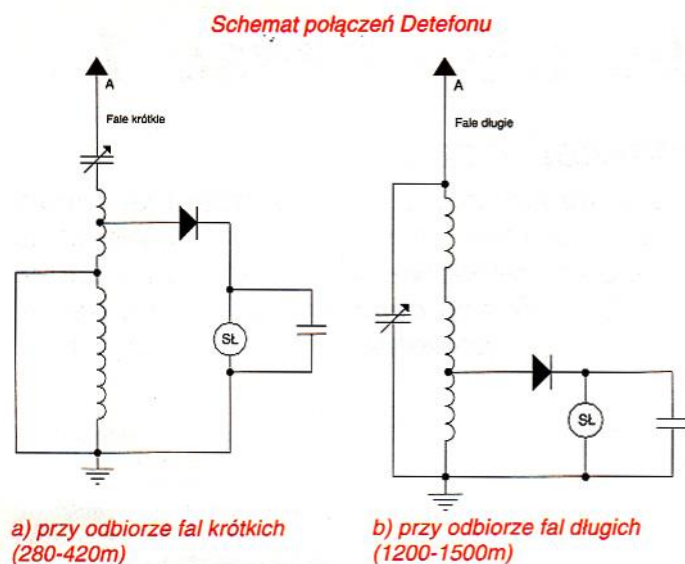 Schemat połączeń Detefonu
A
Fale krótkie
SŁ
a) przy odbiorze fal krótkich
(280-420m)
A
Fale długie
SŁ
b) przy odbiorze fal długich
(1200-1500m)